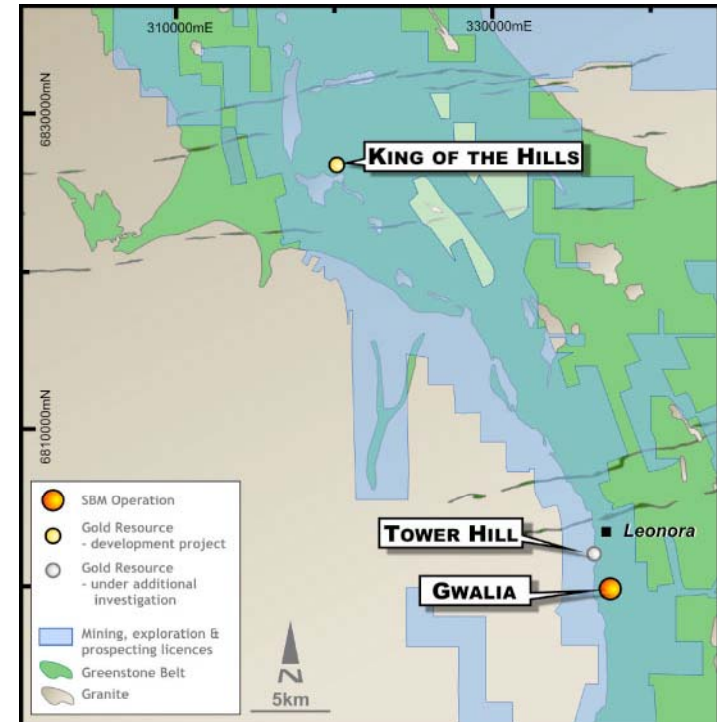 310000mE
330000mE
6830000mN
KING OF THE HILLS
6810000mN
TOWER HILL
Leonora
GWALIA
SBM Operation
Gold Resource
- development project
Gold Resource
- under additional
investigation
Mining, exploration &
prospecting licences
Greenstone Belt
Granite
N
5km